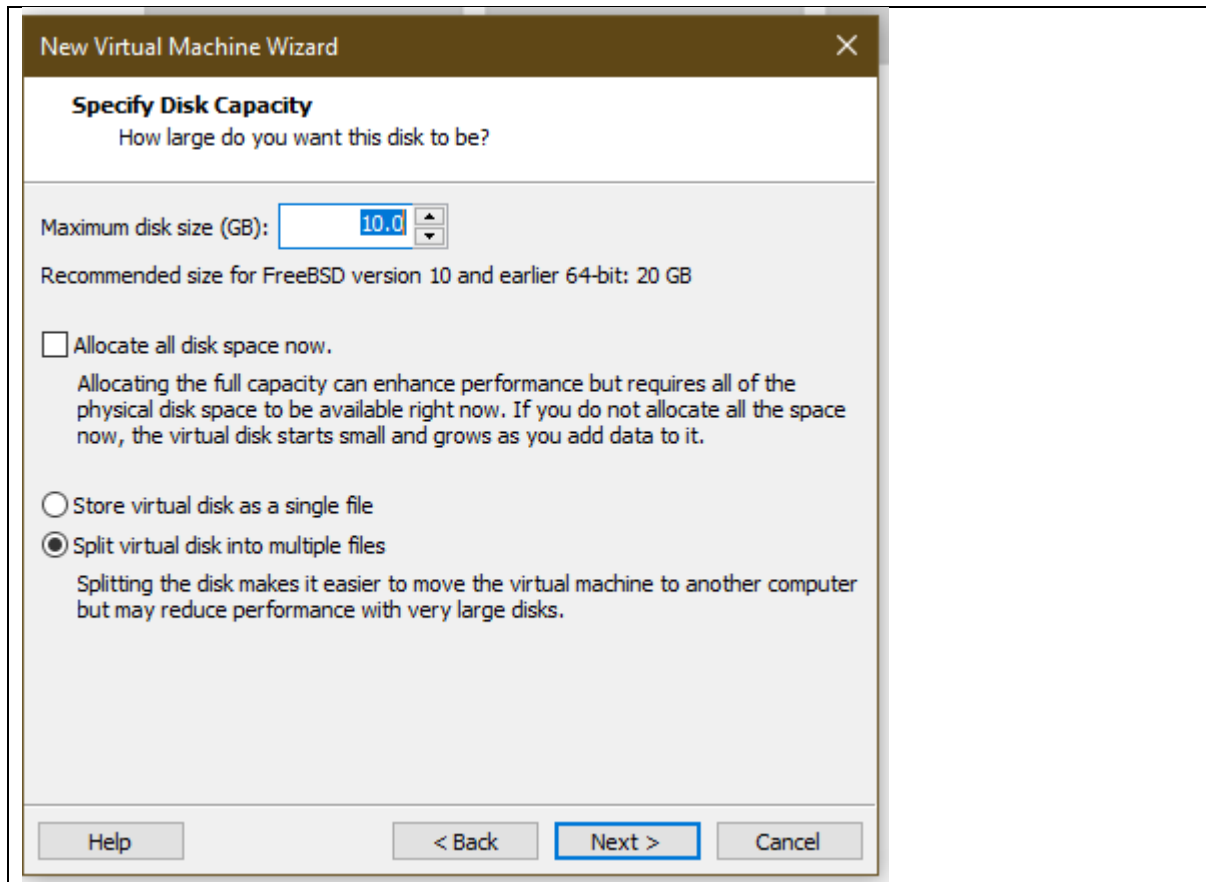 New Virtual Machine Wizard
Specify Disk Capacity
How large do you want this disk to be?
Maximum disk size (GB): 10.0
Recommended size for FreeBSD version 10 and earlier 64-bit: 20 GB
Allocate all disk space now.
Allocating the full capacity can enhance performance but requires all of the
physical disk space to be available right now. If you do not allocate all the space
now, the virtual disk starts small and grows as you add data to it.
Store virtual disk as a single file
Split virtual disk into multiple files
Splitting the disk makes it easier to move the virtual machine to another computer
but may reduce performance with very large disks.
Help < Back Next > Cancel